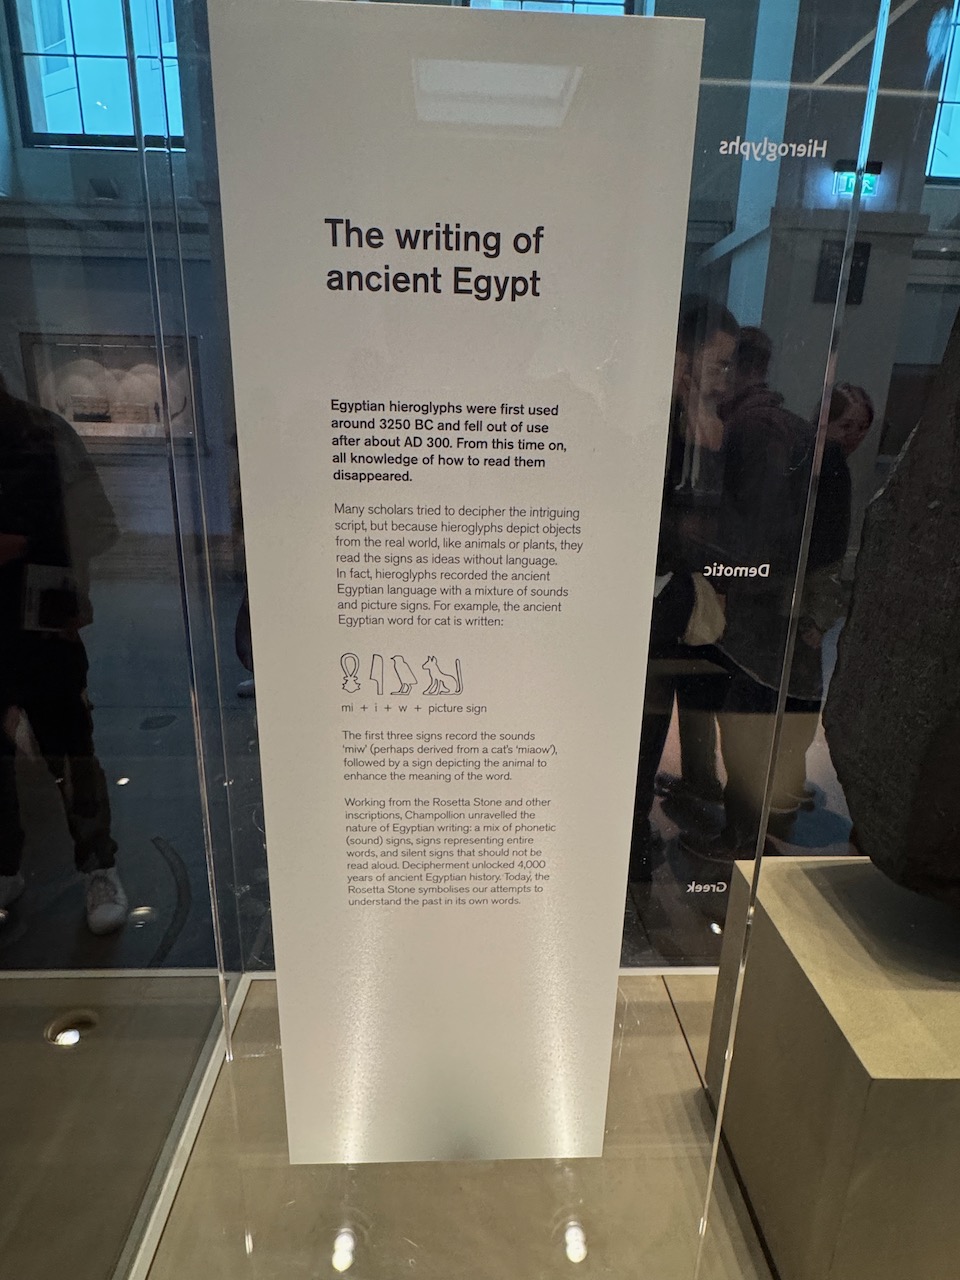 The writing of
ancient Egypt
Egyptian hieroglyphs were first used
around 3250 BC and fell out of use
after about AD 300. From this time on,
all knowledge of how to read them
disappeared.
Many scholars tried to decipher the intriguing
script, but because hieroglyphs depict objects
from the real world, like animals or plants, they
read the signs as ideas without language.
In fact, hieroglyphs recorded the ancient
Egyptian language with a mixture of sounds
and picture signs. For example, the ancient
Egyptian word for cat is written:
mi + i + w + picture sign
The first three signs record the sounds
‘miw’ (perhaps derived from a cat’s ‘miaow’),
followed by a sign depicting the animal to
enhance the meaning of the word.
Working from the Rosetta Stone and other
inscriptions, Champollion unravelled the
nature of Egyptian writing: a mix of phonetic
(sound) signs, signs representing entire
words, and silent signs that should not be
read aloud. Decipherment unlocked 4,000
years of ancient Egyptian history. Today, the
Rosetta Stone symbolises our attempts to
understand the past in its own words.
Hieroglyphs
Demotic
Greek